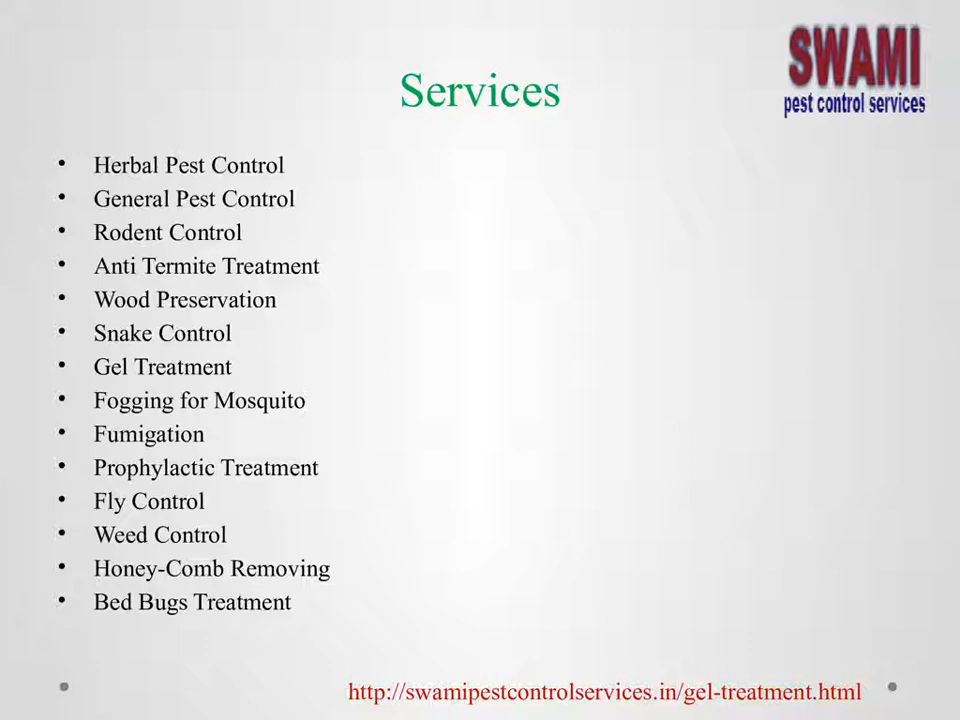 SWAMI
pest control services
Services
• Herbal Pest Control
• General Pest Control
• Rodent Control
• Anti Termite Treatment
• Wood Preservation
• Snake Control
• Gel Treatment
• Fogging for Mosquito
• Fumigation
• Prophylactic Treatment
• Fly Control
• Weed Control
• Honey-Comb Removing
• Bed Bugs Treatment
http://swamipestcontrolservices.in/gel-treatment.html